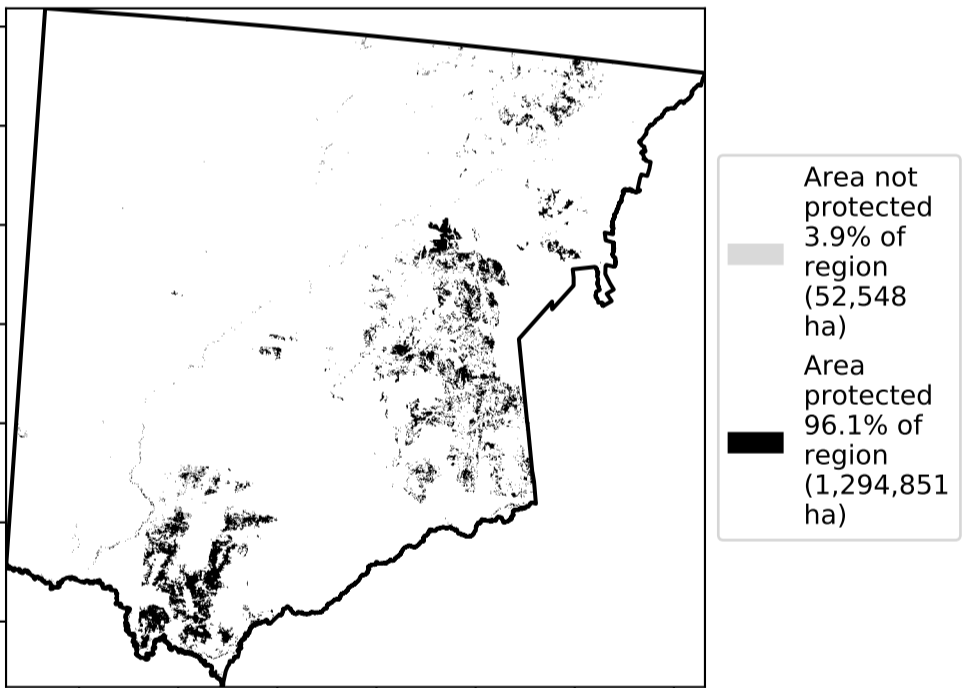 Area not
protected
3.9% of
region
(52,548
ha)
Area
protected
96.1% of
region
(1,294,851
ha)